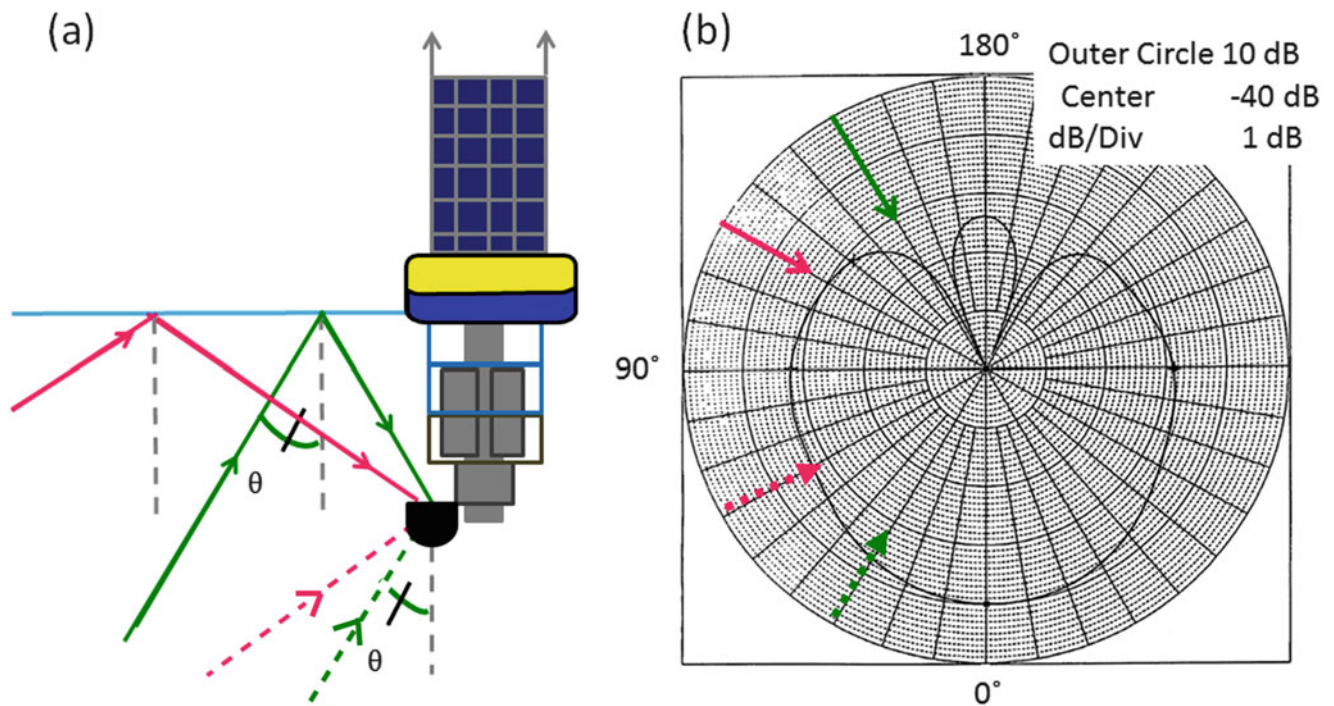 (a)
θ
θ
(b)
180°
Outer Circle 10 dB
Center -40 dB
dB/Div 1 dB
90°
0°